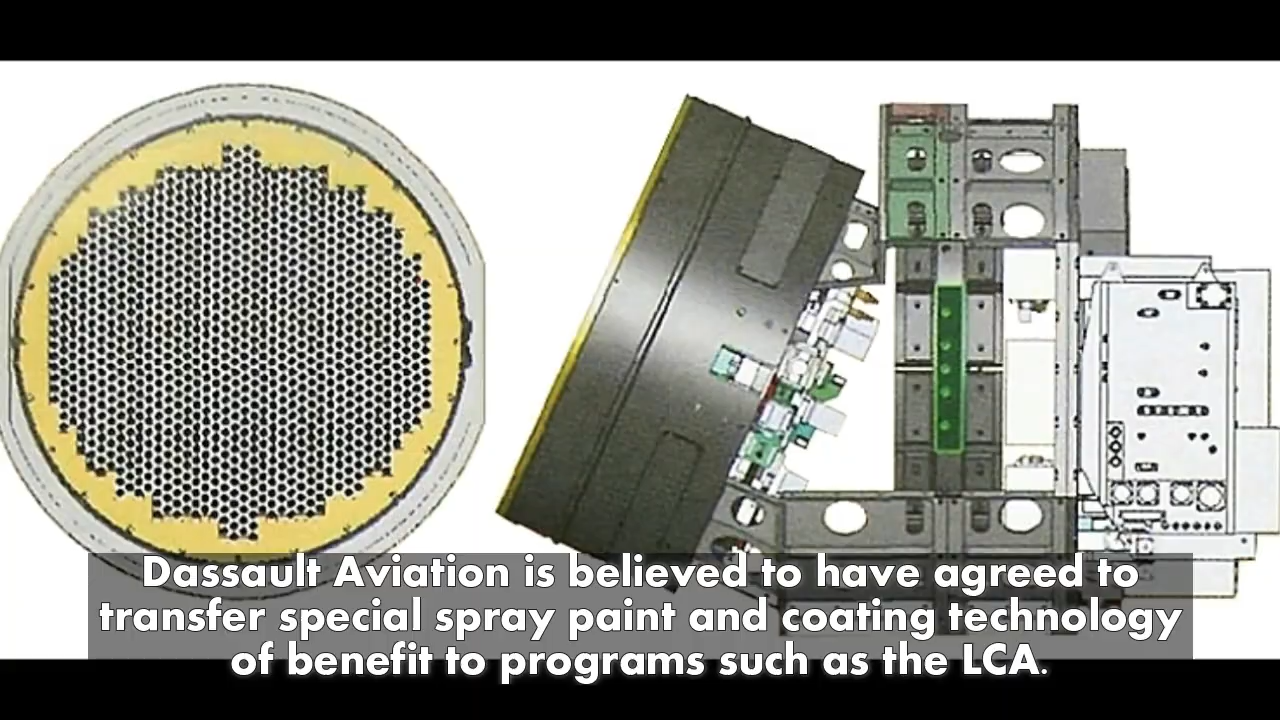 Dassault Aviation is believed to have agreed to
transfer special spray paint and coating technology
of benefit to programs such as the LCA.